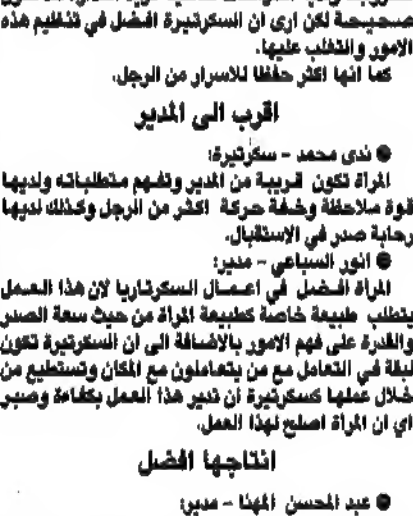 صحيحة لكن ارى ان السكرتيرة افضل في تنظيم هذه
الامور والتغلب عليها.
كما انها اكثر حفظا للاسرار من الرجل.
اقرب الى المدير
● ندى محمد - سكرتيرة:
المراة تكون قريبة من المدير وتفهم متطلباته ولديها
قوة ملاحظة وخفة حركة اكثر من الرجل وكذلك لديها
رحابة صدر في الاستقبال.
● انور السباعي - مدير:
المراة افضل في اعمال السكرتاريا لان هذا العمل
يتطلب طبيعة خاصة كطبيعة المراة من حيث سعة الصدر
والقدرة على فهم الامور بالاضافة الى ان السكرتيرة تكون
لبقة في التعامل مع من يتعاملون مع المكان وتستطيع من
خلال عملها كسكرتيرة ان تدير هذا العمل بكفاءة وصبر
اي ان المراة اصلح لهذا العمل.
انتاجها افضل
● عبد المحسن المهنا - مدير: